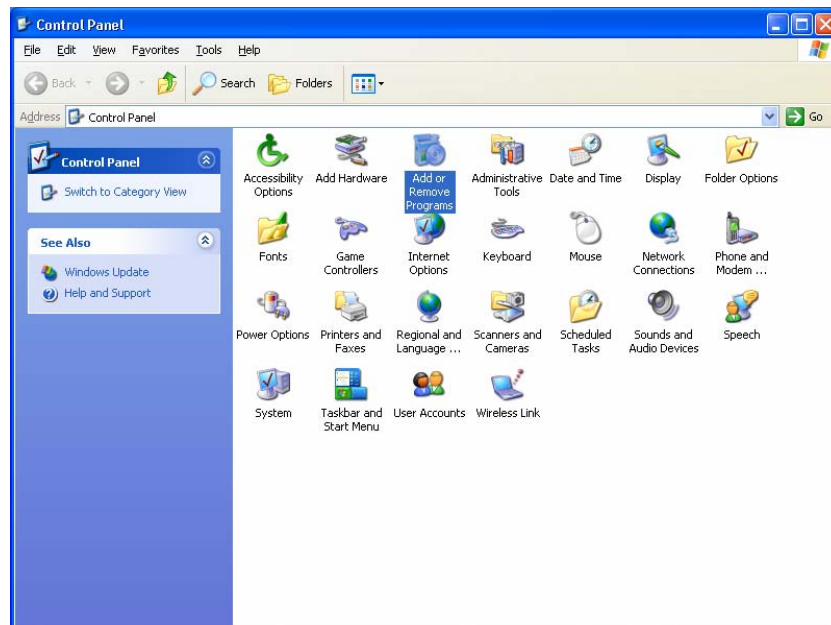 Control Panel
File Edit View Favorites Tools Help
Back Search Folders
Address Control Panel Go
Control Panel
Switch to Category View
See Also
Windows Update
Help and Support
Accessibility Options
Add Hardware
Add or Remove Programs
Administrative Tools
Date and Time
Display
Folder Options
Fonts
Game Controllers
Internet Options
Keyboard
Mouse
Network Connections
Phone and Modem ...
Power Options
Printers and Faxes
Regional and Language ...
Scanners and Cameras
Scheduled Tasks
Sounds and Audio Devices
Speech
System
Taskbar and Start Menu
User Accounts
Wireless Link